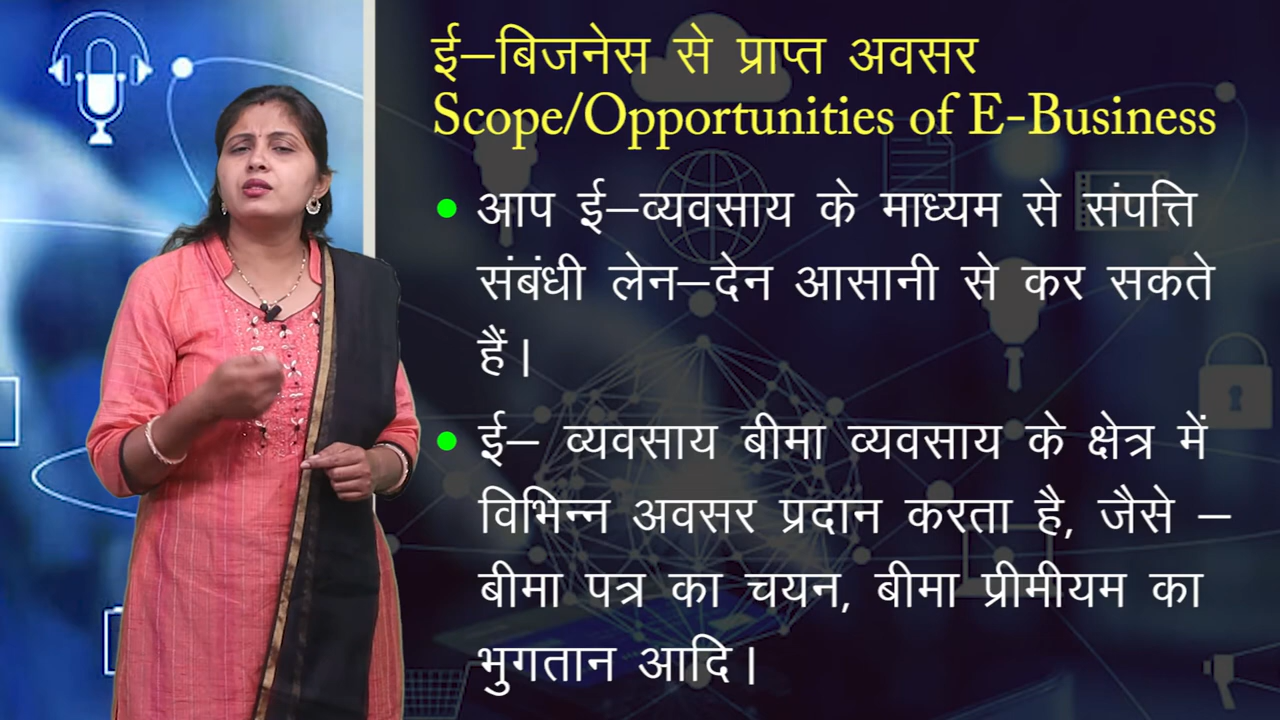 ई–बिजनेस से प्राप्त अवसर
Scope/Opportunities of E-Business
• आप ई–व्यवसाय के माध्यम से संपत्ति
संबंधी लेन–देन आसानी से कर सकते
हैं।
• ई– व्यवसाय बीमा व्यवसाय के क्षेत्र में
विभिन्न अवसर प्रदान करता है, जैसे –
बीमा पत्र का चयन, बीमा प्रीमीयम का
भुगतान आदि।